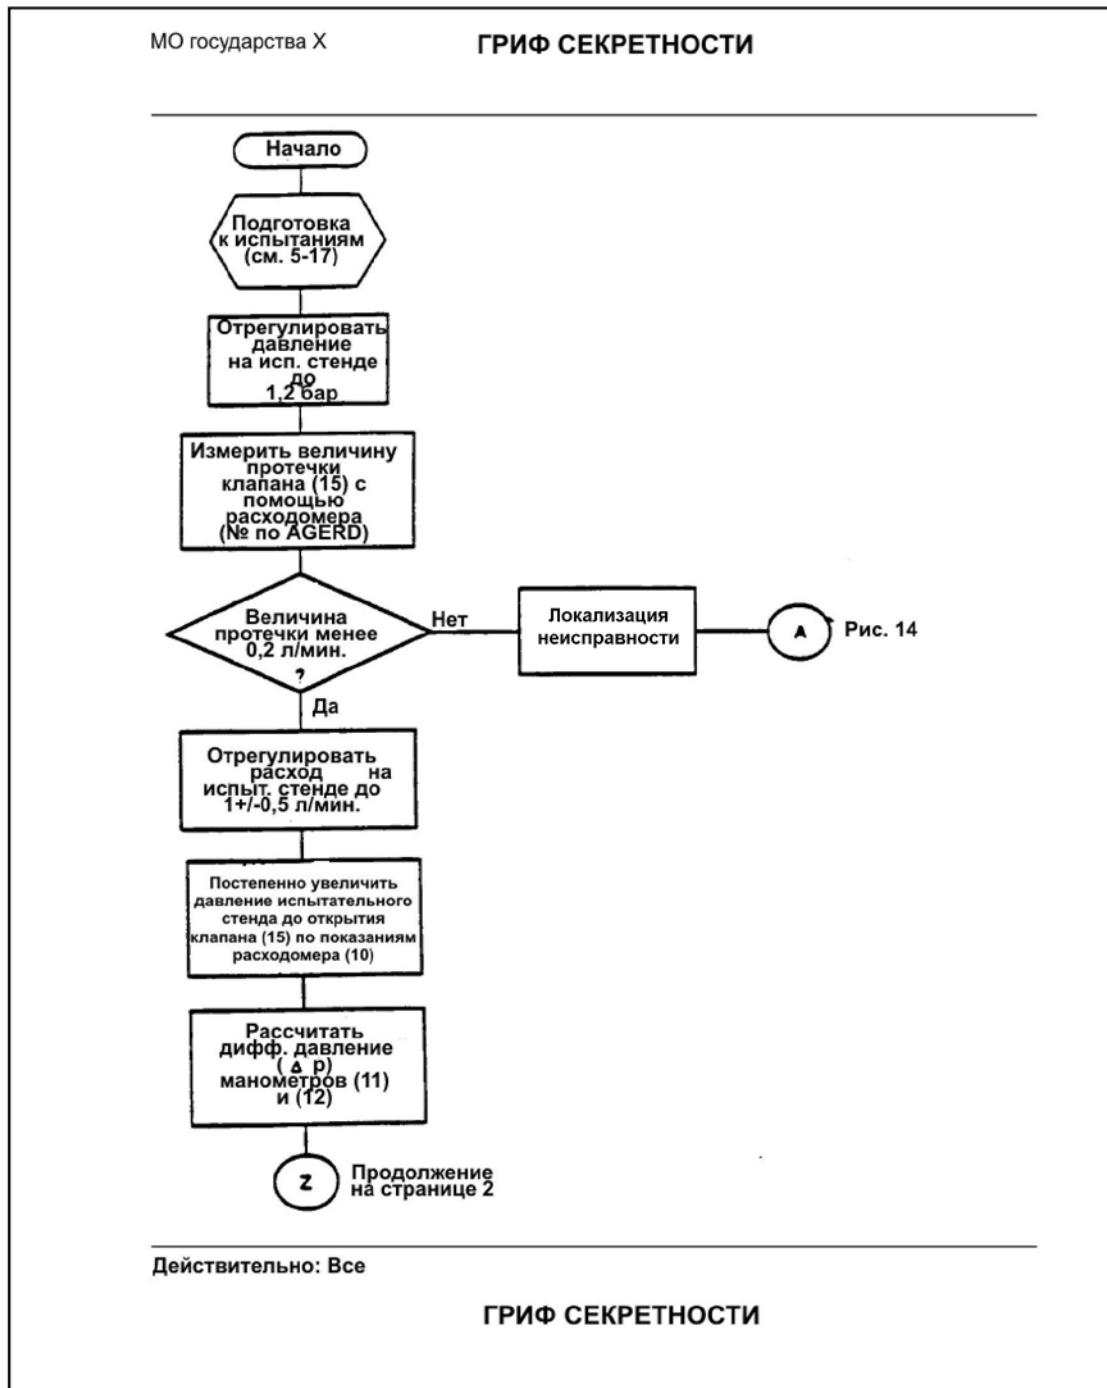 МО государства X
ГРИФ СЕКРЕТНОСТИ
Начало
Подготовка
к испытаниям
(см. 5-17)
Отрегулировать
давление
на исп. стенде
до
1,2 бар
Измерить величину
протечки
клапана (15) с
помощью
расходомера
(№ по AGERD)
Величина
протечки менее
0,2 л/мин.
?
Нет
Локализация
неисправности
A
Рис. 14
Да
Отрегулировать
расход на
испыт. стенде до
1+/-0,5 л/мин.
Постепенно увеличить
давление испытательного
стенда до открытия
клапана (15) по показаниям
расходомера (10)
Рассчитать
дифф. давление
( Δ p)
манометров (11)
и (12)
Z
Продолжение
на странице 2
Действительно: Все
ГРИФ СЕКРЕТНОСТИ